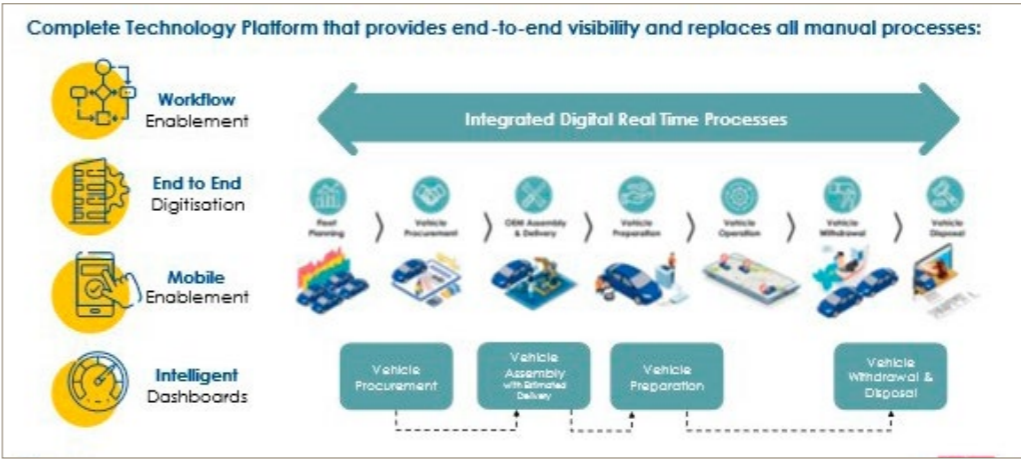 Complete Technology Platform that provides end-to-end visibility and replaces all manual processes:
Workflow
Enablement
End to End
Digitisation
Mobile
Enablement
Intelligent
Dashboards
Integrated Digital Real Time Processes
Fleet
Planning
Vehicle
Procurement
OEM Assembly
& Delivery
Vehicle
Preparation
Vehicle
Operation
Vehicle
Withdrawal
Vehicle
Disposal
Vehicle
Procurement
Vehicle
Assembly
with Estimated
Delivery
Vehicle
Preparation
Vehicle
Withdrawal &
Disposal